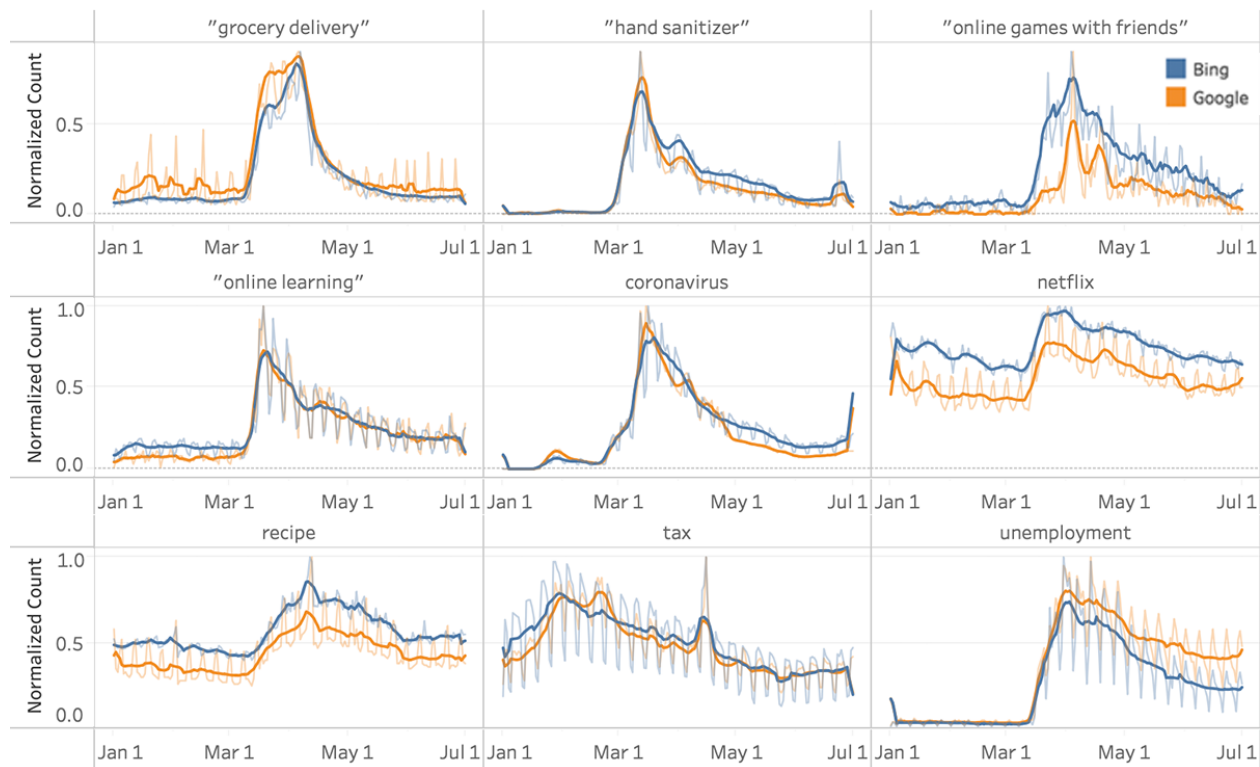 "grocery delivery" "hand sanitizer" "online games with friends"
Normalized Count
0.5
0.0
Bing
Google
Jan 1 Mar 1 May 1 Jul 1 Jan 1 Mar 1 May 1 Jul 1 Jan 1 Mar 1 May 1 Jul 1
"online learning" coronavirus netflix
Normalized Count
1.0
0.5
0.0
Jan 1 Mar 1 May 1 Jul 1 Jan 1 Mar 1 May 1 Jul 1 Jan 1 Mar 1 May 1 Jul 1
recipe tax unemployment
Normalized Count
1.0
0.5
0.0
Jan 1 Mar 1 May 1 Jul 1 Jan 1 Mar 1 May 1 Jul 1 Jan 1 Mar 1 May 1 Jul 1